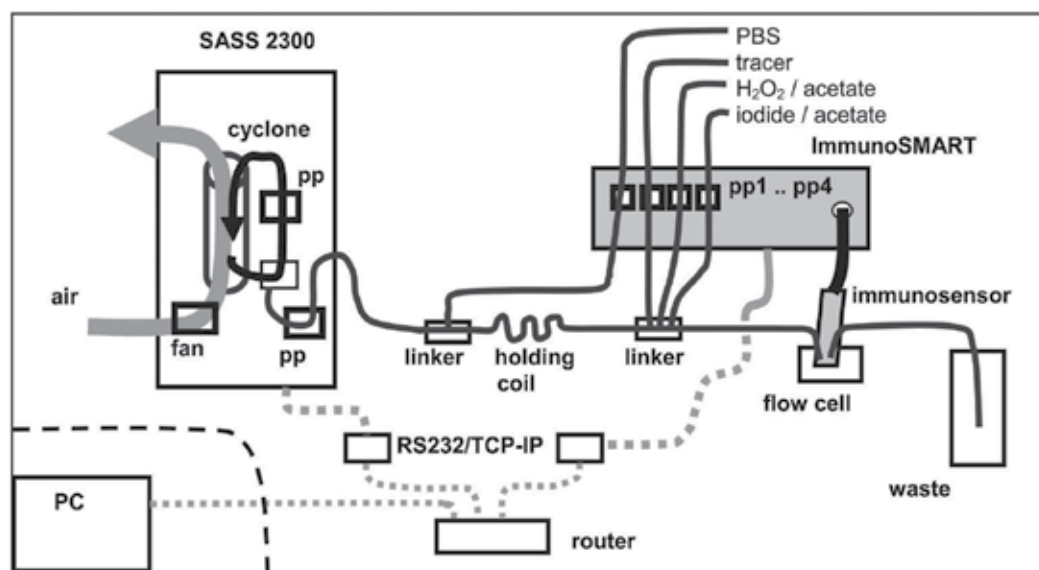 SASS 2300
PBS
tracer
H₂O₂ / acetate
iodide / acetate
ImmunoSMART
cyclone
pp
pp1 .. pp4
air
immunosensor
fan
pp
linker
holding
coil
linker
flow cell
RS232/TCP-IP
PC
waste
router